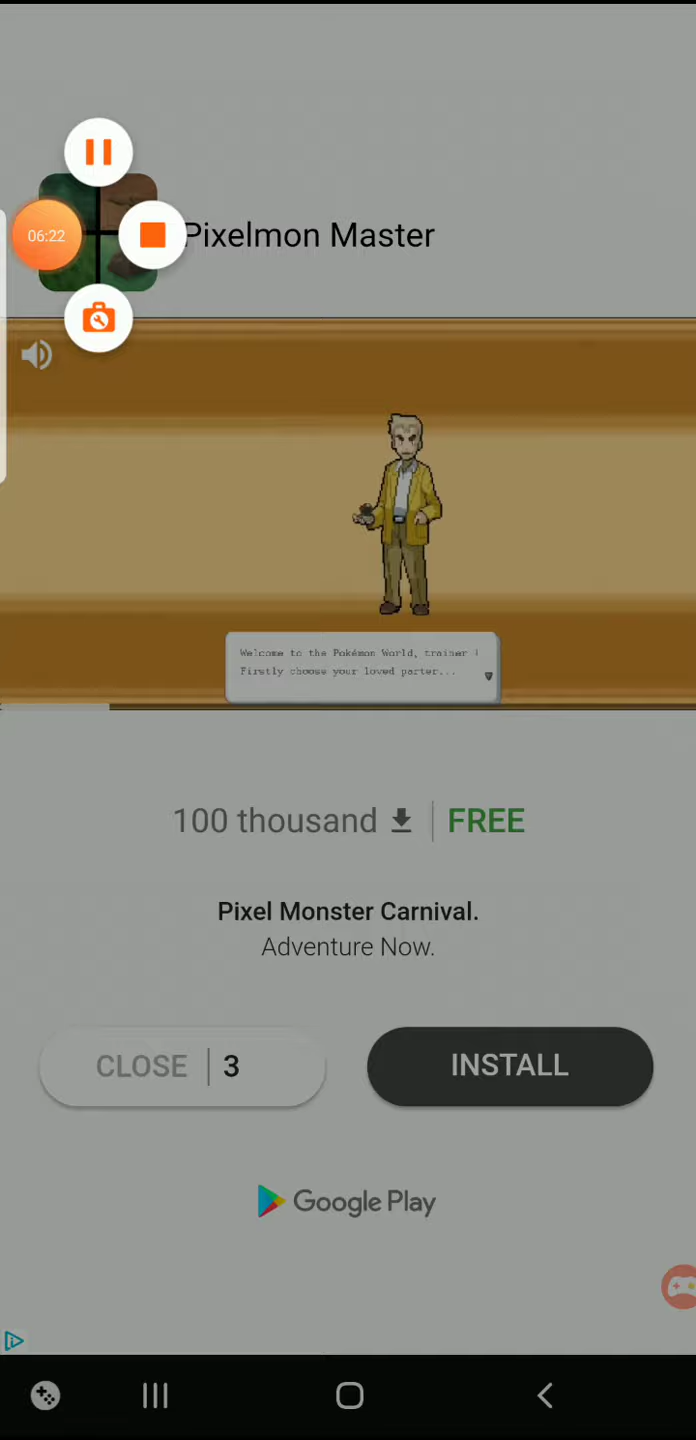 06:22
Pixelmon Master
Welcome to the Pokémon World, trainer !
Firstly choose your loved parter...
100 thousand
FREE
Pixel Monster Carnival.
Adventure Now.
CLOSE 3
INSTALL
Google Play